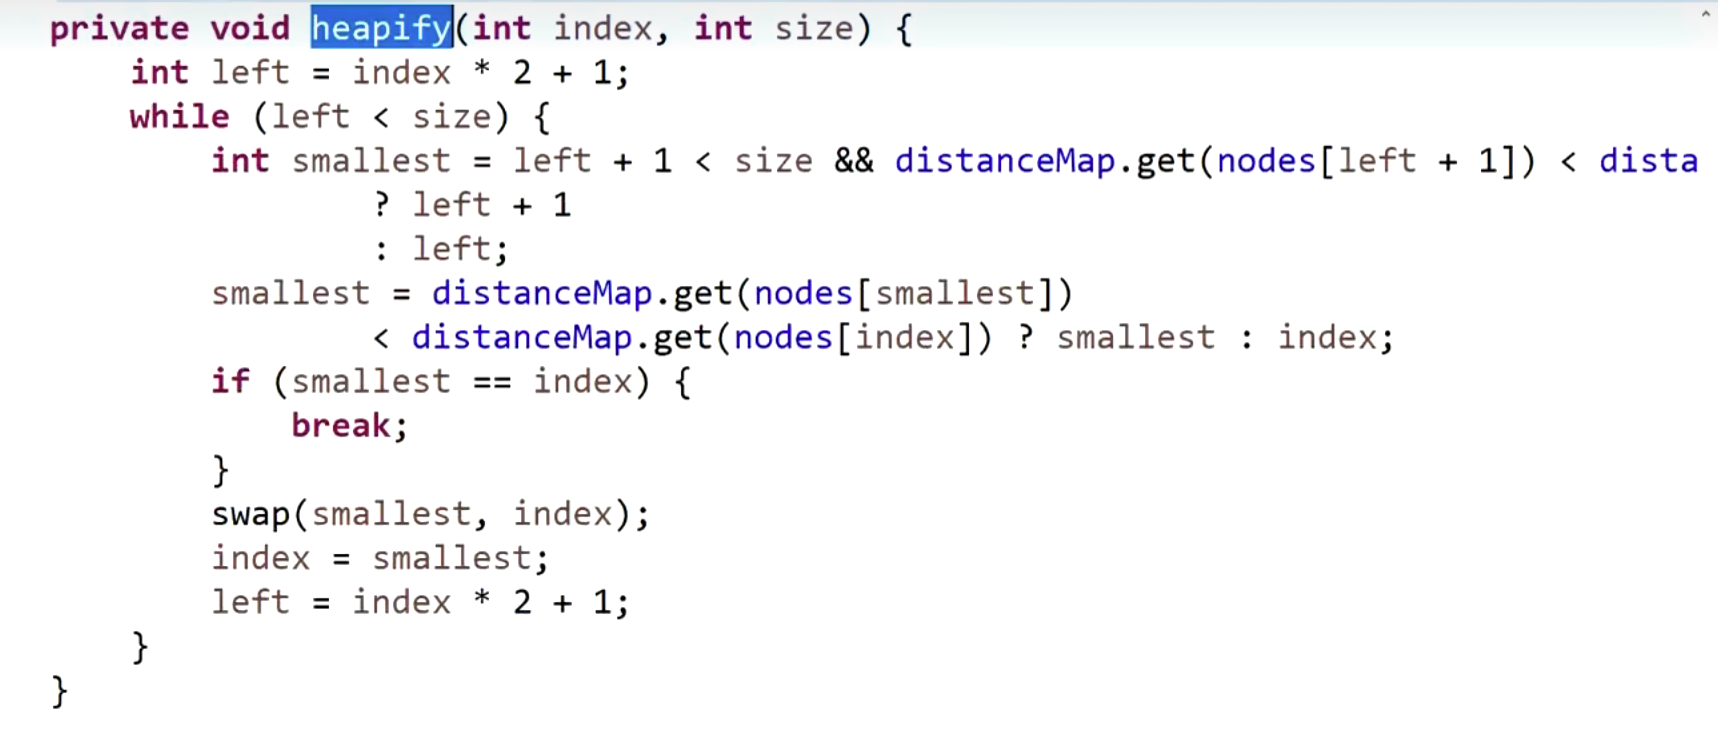 private void heapify(int index, int size) {
int left = index * 2 + 1;
while (left < size) {
int smallest = left + 1 < size && distanceMap.get(nodes[left + 1]) < dista
? left + 1
: left;
smallest = distanceMap.get(nodes[smallest])
< distanceMap.get(nodes[index]) ? smallest : index;
if (smallest == index) {
break;
}
swap(smallest, index);
index = smallest;
left = index * 2 + 1;
}
}